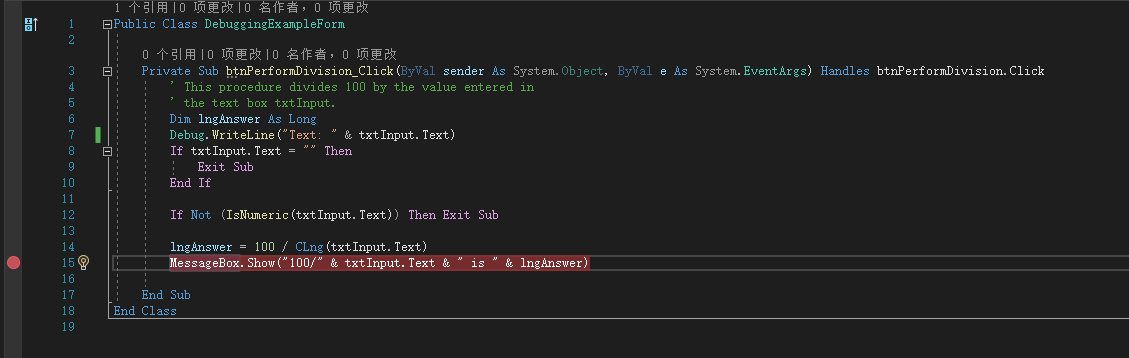 1 个引用|0 项更改|0 名作者, 0 项更改
1 Public Class DebuggingExampleForm
2
0 个引用|0 项更改|0 名作者, 0 项更改
3 Private Sub btnPerformDivision_Click(ByVal sender As System.Object, ByVal e As System.EventArgs) Handles btnPerformDivision.Click
4 ' This procedure divides 100 by the value entered in
5 ' the text box txtInput.
6 Dim lngAnswer As Long
7 Debug.WriteLine("Text: " & txtInput.Text)
8 If txtInput.Text = "" Then
9 Exit Sub
10 End If
11
12 If Not (IsNumeric(txtInput.Text)) Then Exit Sub
13
14 lngAnswer = 100 / CLng(txtInput.Text)
15 MessageBox.Show("100/" & txtInput.Text & " is " & lngAnswer)
16
17 End Sub
18 End Class
19